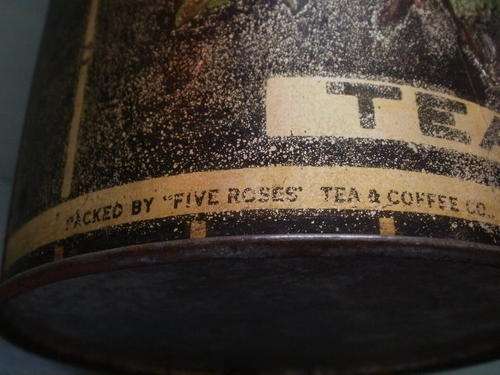 TEA
PACKED BY "FIVE ROSES" TEA & COFFEE CO.